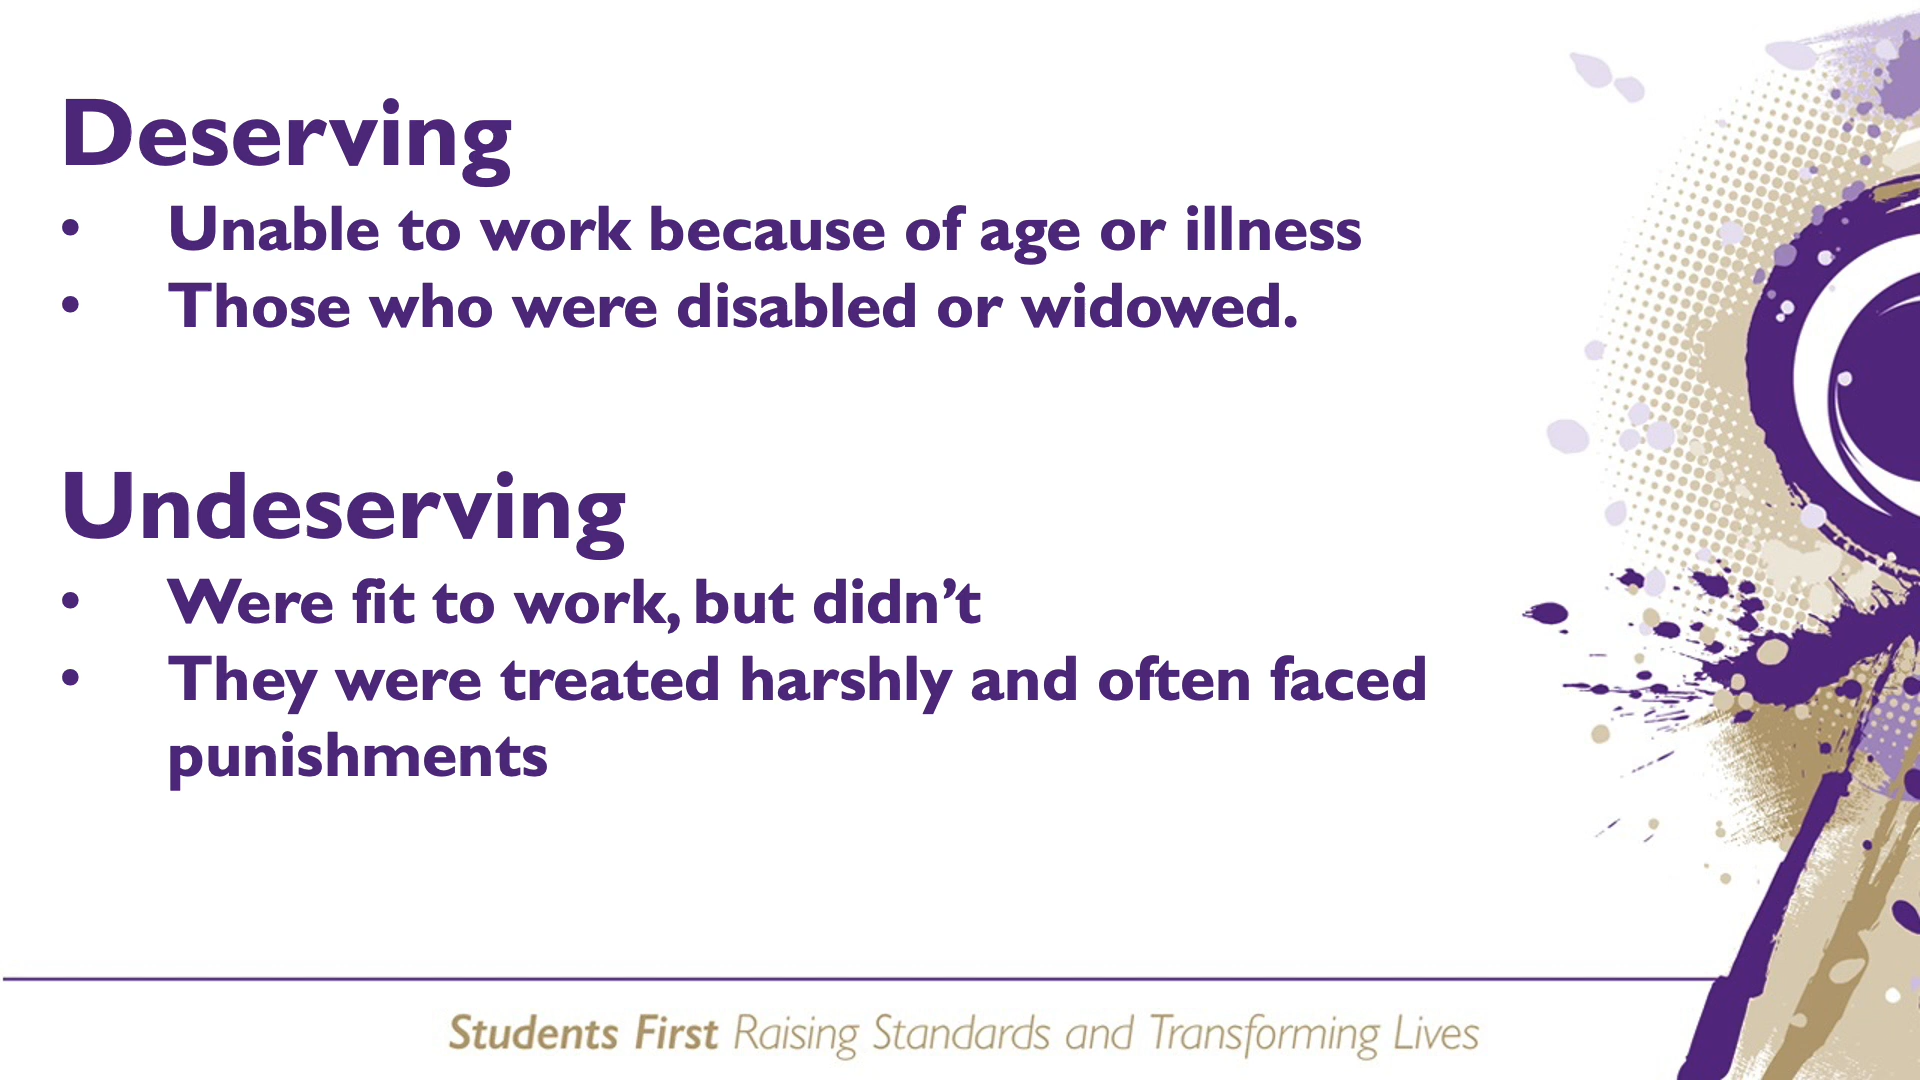 Deserving
• Unable to work because of age or illness
• Those who were disabled or widowed.
Undeserving
• Were fit to work, but didn’t
• They were treated harshly and often faced
punishments
Students First Raising Standards and Transforming Lives